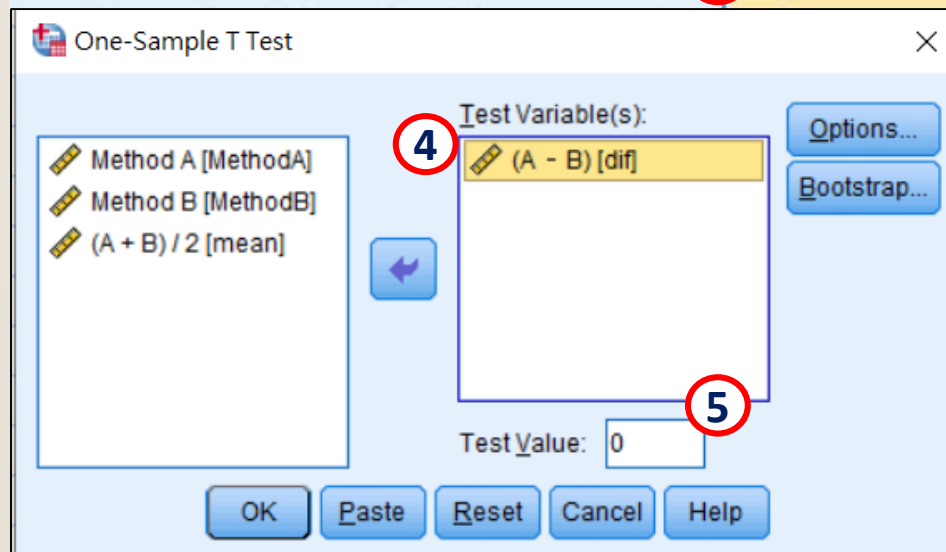 One-Sample T Test
Test Variable(s):
4
Method A [MethodA]
Method B [MethodB]
(A + B) / 2 [mean]
(A - B) [dif]
Options...
Bootstrap...
5
Test Value: 0
OK Paste Reset Cancel Help